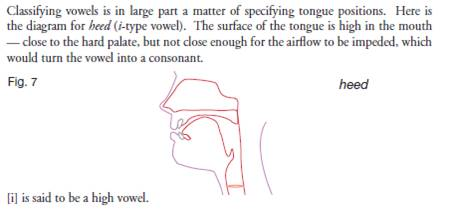 Classifying vowels is in large part a matter of specifying tongue positions. Here is
the diagram for heed (i-type vowel). The surface of the tongue is high in the mouth
— close to the hard palate, but not close enough for the airflow to be impeded, which
would turn the vowel into a consonant.
Fig. 7
heed
[i] is said to be a high vowel.